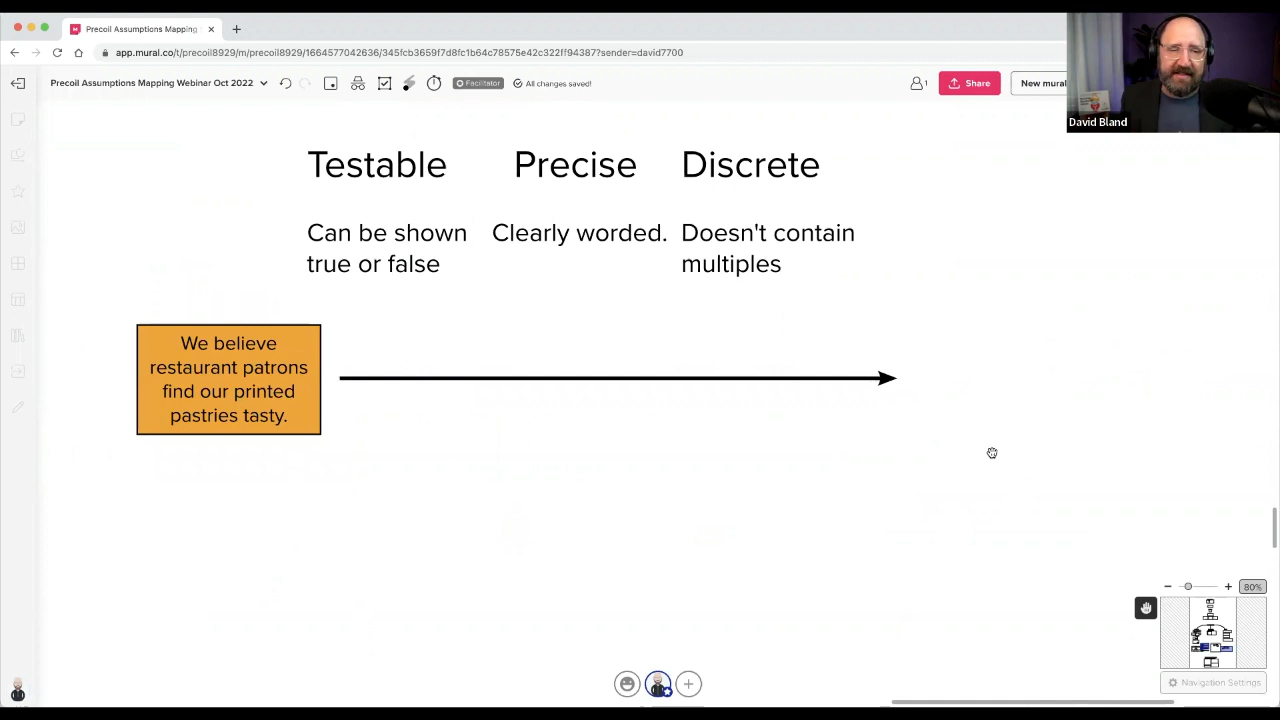 Precoil Assumptions Mapping
app.mural.co/t/precoil8929/m/precoil8929/1664577042636/345fcb3659f7d8fc1b64c78575e42c322ff94387?sender=david7700
Precoil Assumptions Mapping Webinar Oct 2022
Facilitator
All changes saved!
1
Share
New mural
David Bland
Testable
Precise
Discrete
Can be shown
true or false
Clearly worded.
Doesn't contain
multiples
We believe
restaurant patrons
find our printed
pastries tasty.
80%
Navigation Settings